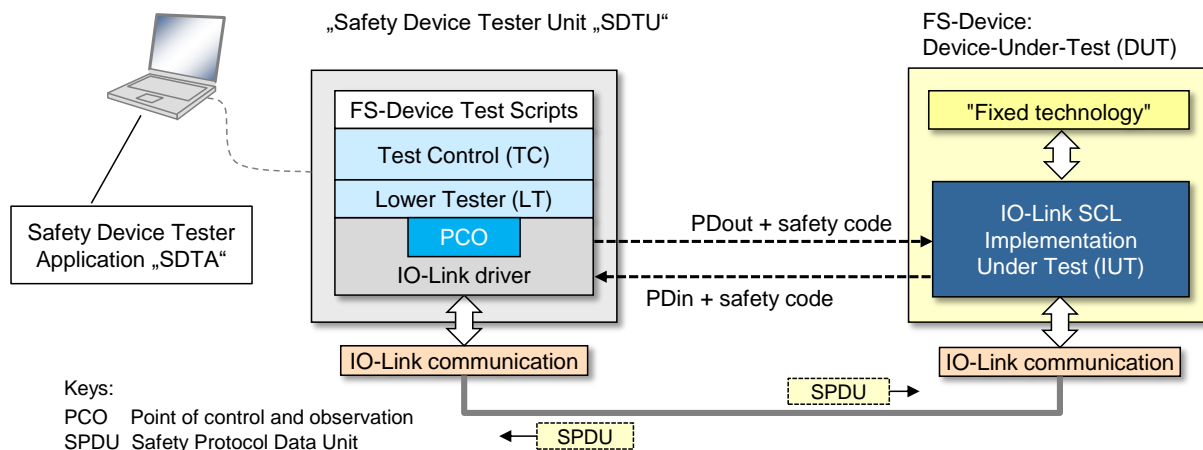 „Safety Device Tester Unit „SDTU“
FS-Device:
Device-Under-Test (DUT)
FS-Device Test Scripts
Test Control (TC)
Lower Tester (LT)
PCO
IO-Link driver
"Fixed technology"
IO-Link SCL
Implementation
Under Test (IUT)
PDout + safety code
PDin + safety code
Safety Device Tester
Application „SDTA“
IO-Link communication
IO-Link communication
SPDU
SPDU
Keys:
PCO Point of control and observation
SPDU Safety Protocol Data Unit